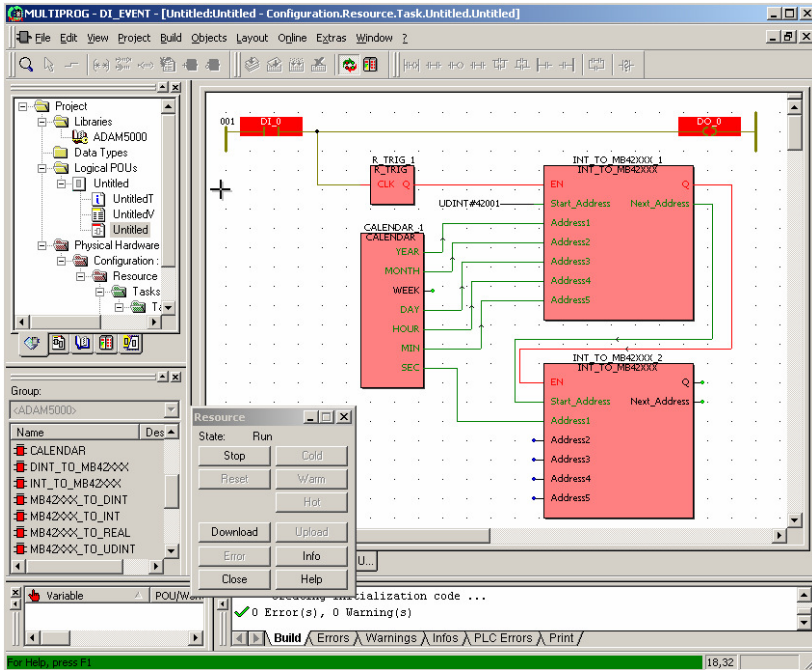 MULTIPROG - DI_EVENT - [Untitled:Untitled - Configuration.Resource.Task.Untitled.Untitled]
File Edit View Project Build Objects Layout Online Extras Window ?
Project
Libraries
ADAM5000
Data Types
Logical POUs
Untitled
UntitledT
UntitledV
Untitled
Physical Hardware
Configuration :
Resource
Tasks
Group:
<ADAM5000>
Name
CALENDAR
DINT_TO_MB42XXX
INT_TO_MB42XXX
MB42XXX_TO_DINT
MB42XXX_TO_INT
MB42XXX_TO_REAL
MB42XXX_TO_UDINT
001
DI_0
DO_0
R_TRIG_1
R_TRIG
CLK Q
UDINT#42001
INT_TO_MB42XXX_1
INT_TO_MB42XXX
EN Q
Start_Address Next_Address
Address1
Address2
Address3
Address4
Address5
CALENDAR_1
CALENDAR
YEAR
MONTH
WEEK
DAY
HOUR
MIN
SEC
INT_TO_MB42XXX_2
INT_TO_MB42XXX
EN Q
Start_Address Next_Address
Address1
Address2
Address3
Address4
Address5
Resource
State: Run
Stop Cold
Reset Warm
Hot
Download Upload
Error Info
Close Help
Variable
initialization code ...
0 Error(s), 0 Warning(s)
Build Errors Warnings Infos PLC Errors Print
For Help, press F1
18,32